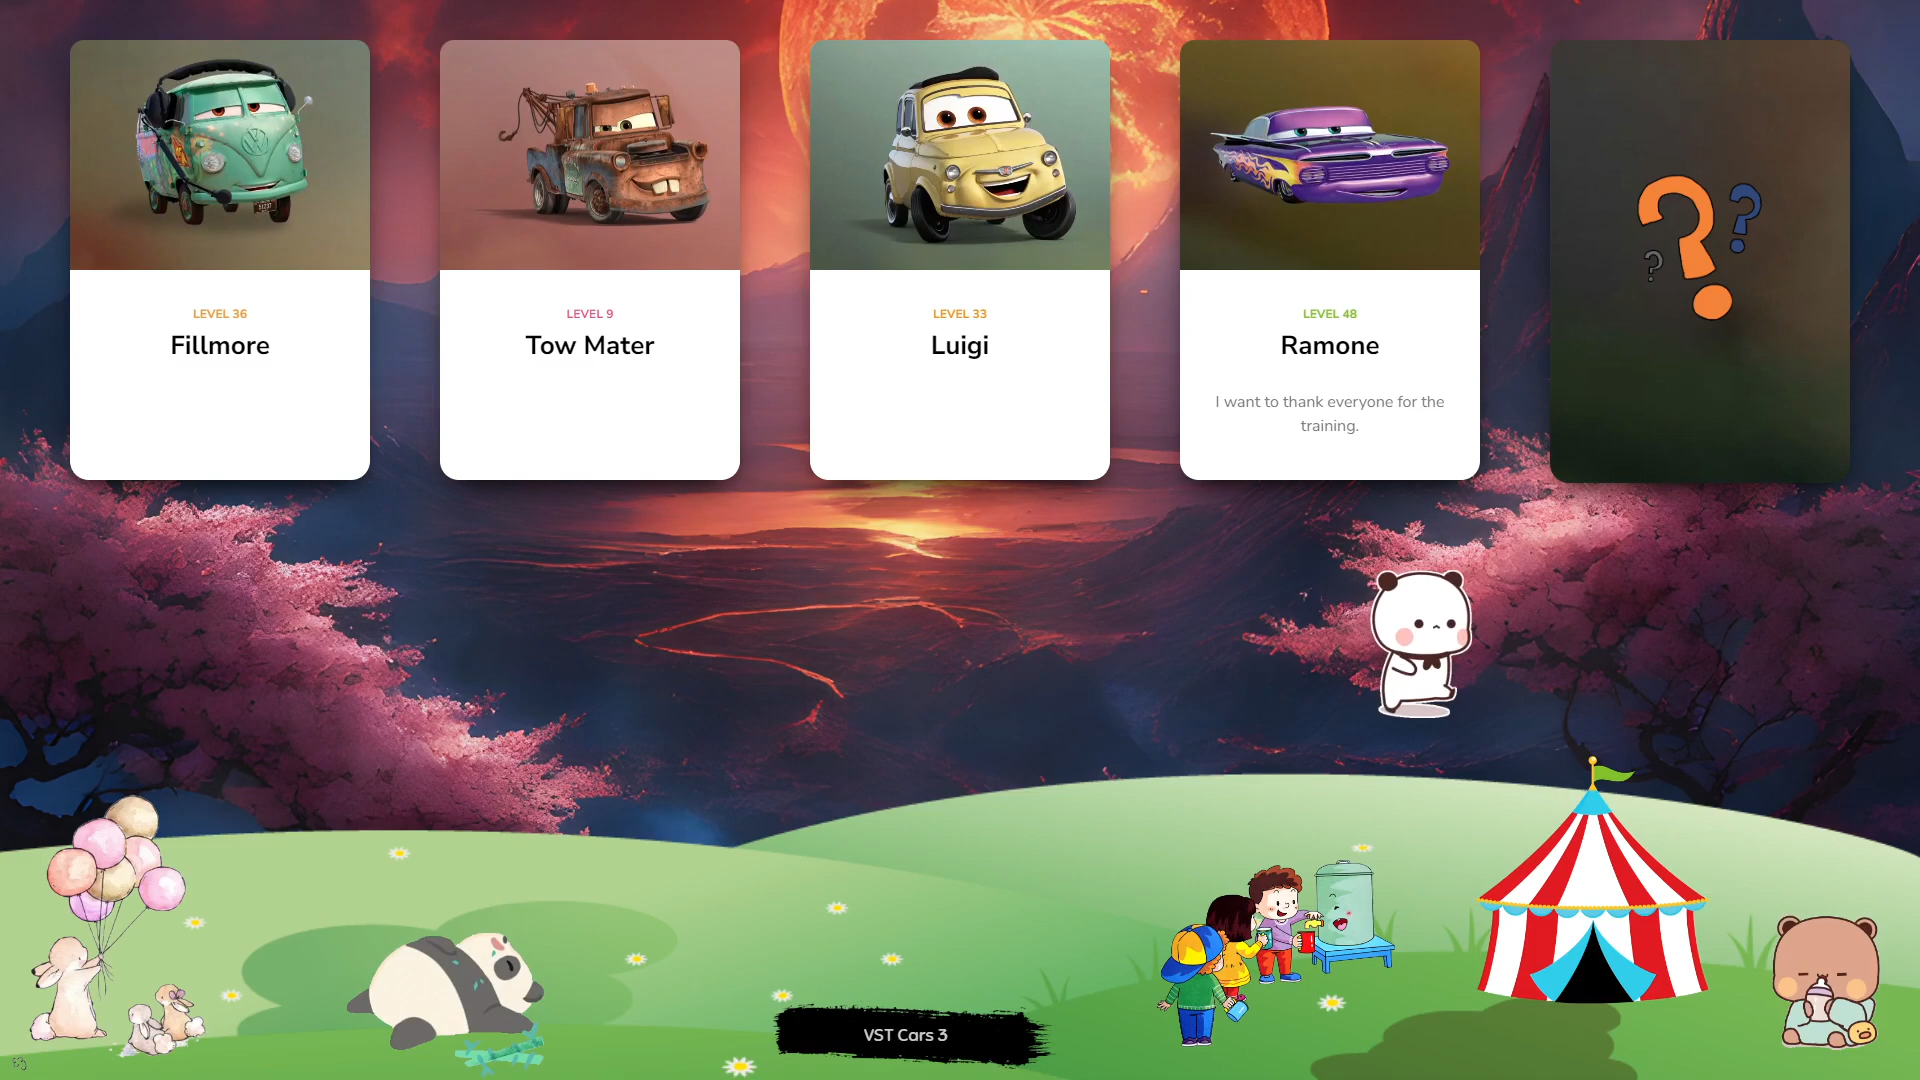 LEVEL 36
Fillmore
LEVEL 9
Tow Mater
LEVEL 33
Luigi
LEVEL 48
Ramone
I want to thank everyone for the
training.
? ? ?
VST Cars 3